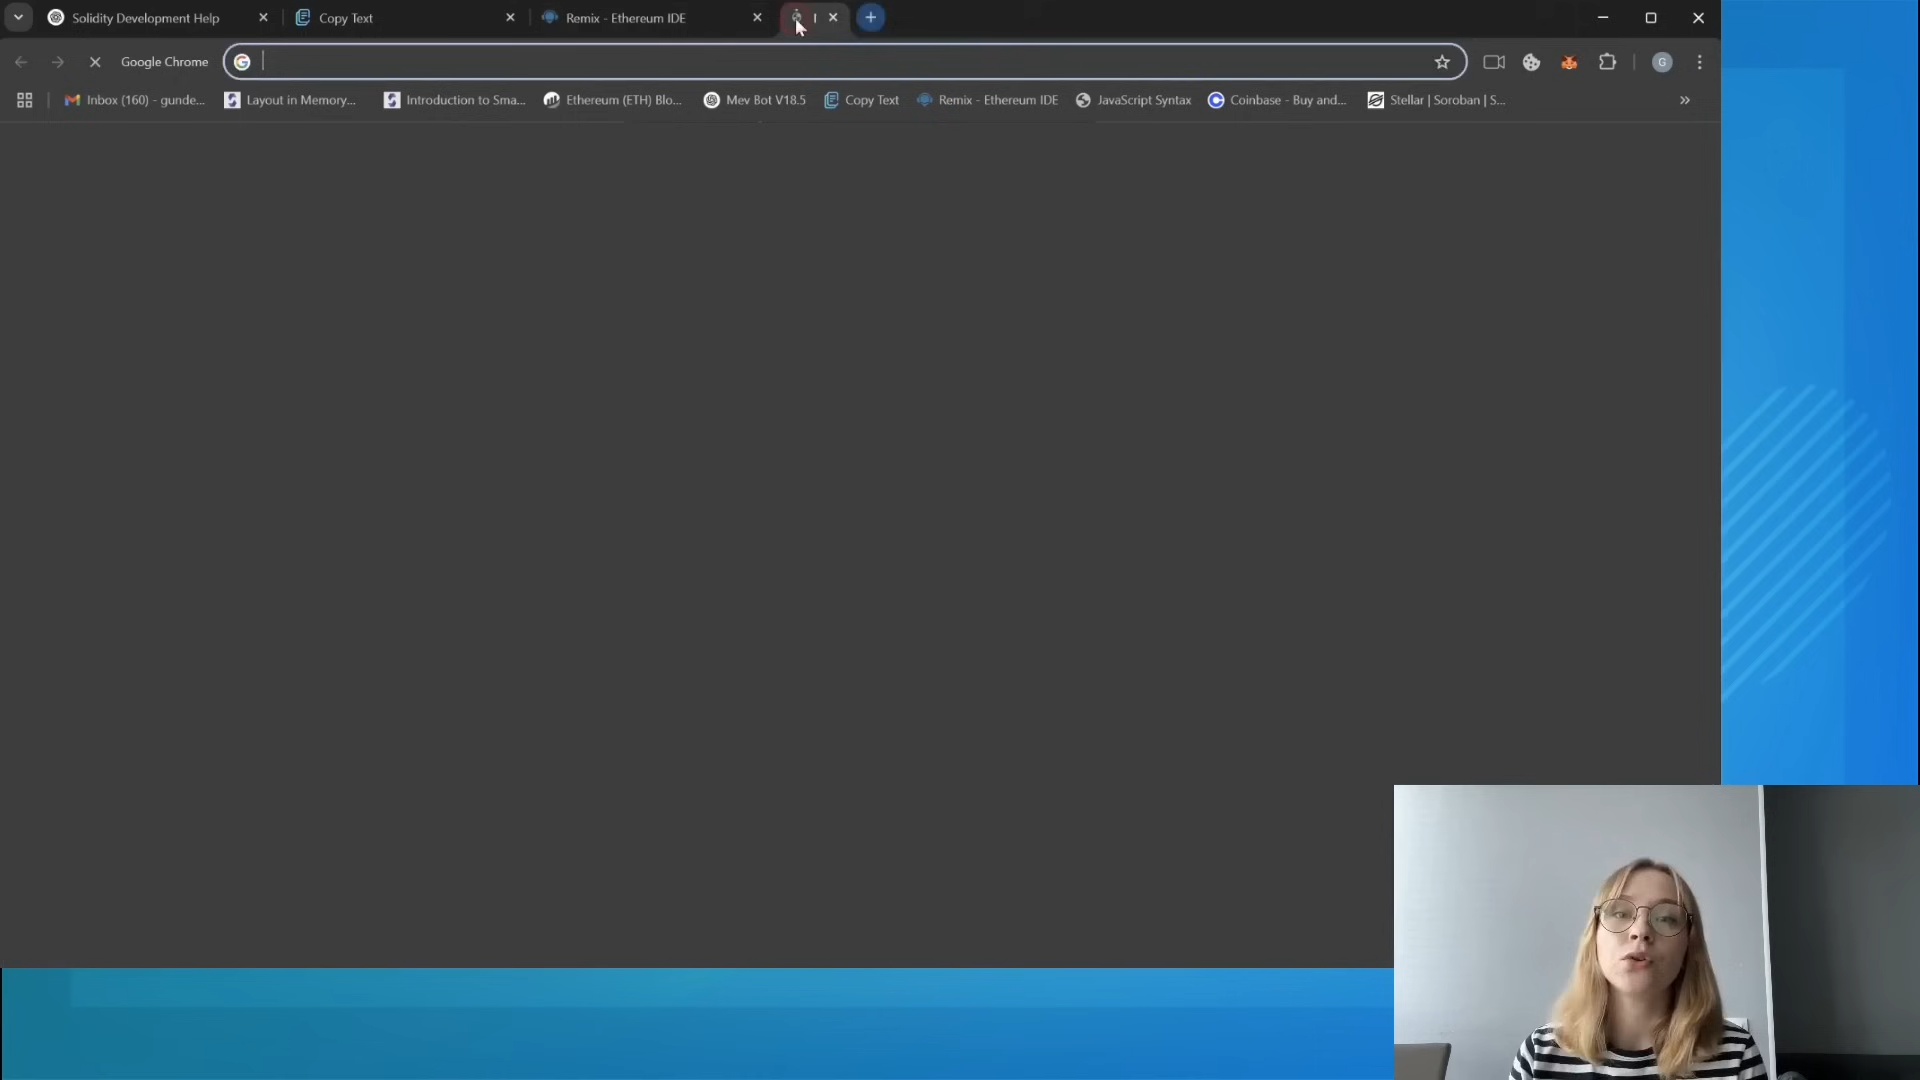 Solidity Development Help
Copy Text
Remix - Ethereum IDE
Google Chrome
G
Inbox (160) - gunde...
Layout in Memory...
Introduction to Sma...
Ethereum (ETH) Blo...
Mev Bot V18.5
Copy Text
Remix - Ethereum IDE
JavaScript Syntax
Coinbase - Buy and...
Stellar | Soroban | S...